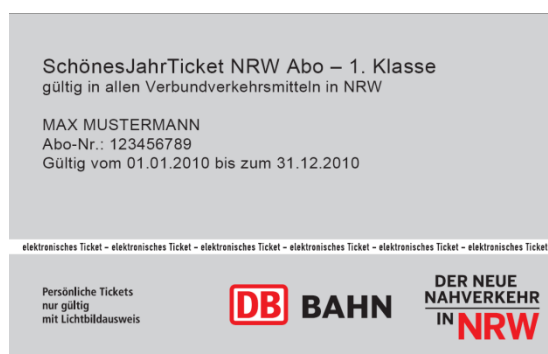 SchönesJahrTicket NRW Abo – 1. Klasse
gültig in allen Verbundverkehrsmitteln in NRW
MAX MUSTERMANN
Abo-Nr.: 123456789
Gültig vom 01.01.2010 bis zum 31.12.2010
elektronisches Ticket – elektronisches Ticket – elektronisches Ticket – elektronisches Ticket – elektronisches Ticket – elektronisches Ticket
Persönliche Tickets
nur gültig
mit Lichtbildausweis
DB BAHN
DER NEUE
NAHVERKEHR
IN NRW